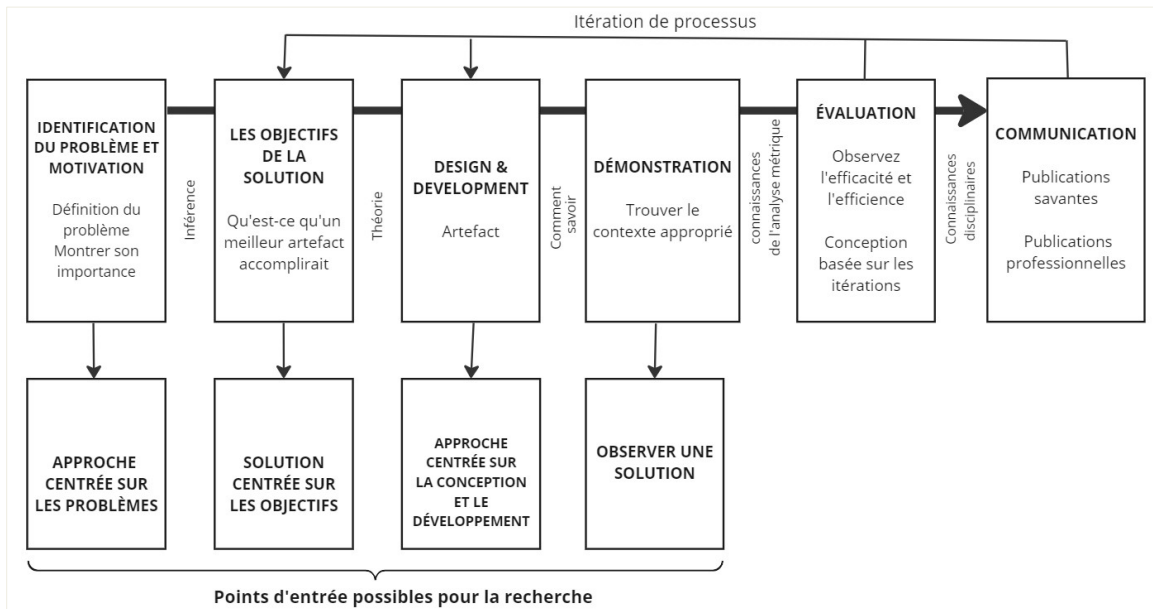 Itération de processus
IDENTIFICATION
DU PROBLÈME ET
MOTIVATION
Définition du
problème
Montrer son
importance
Inférence
LES OBJECTIFS
DE LA
SOLUTION
Qu'est-ce qu'un
meilleur artefact
accomplirait
Théorie
DESIGN &
DEVELOPMENT
Artefact
Comment
savoir
DÉMONSTRATION
Trouver le
contexte approprié
connaissances
de l'analyse métrique
ÉVALUATION
Observez
l'efficacité et
l'efficience
Conception
basée sur les
itérations
Connaissances
disciplinaires
COMMUNICATION
Publications
savantes
Publications
professionnelles
APPROCHE
CENTRÉE SUR
LES PROBLÈMES
SOLUTION
CENTRÉE SUR
LES OBJECTIFS
APPROCHE
CENTRÉE SUR
LA CONCEPTION
ET LE
DÉVELOPPEMENT
OBSERVER UNE
SOLUTION
Points d'entrée possibles pour la recherche